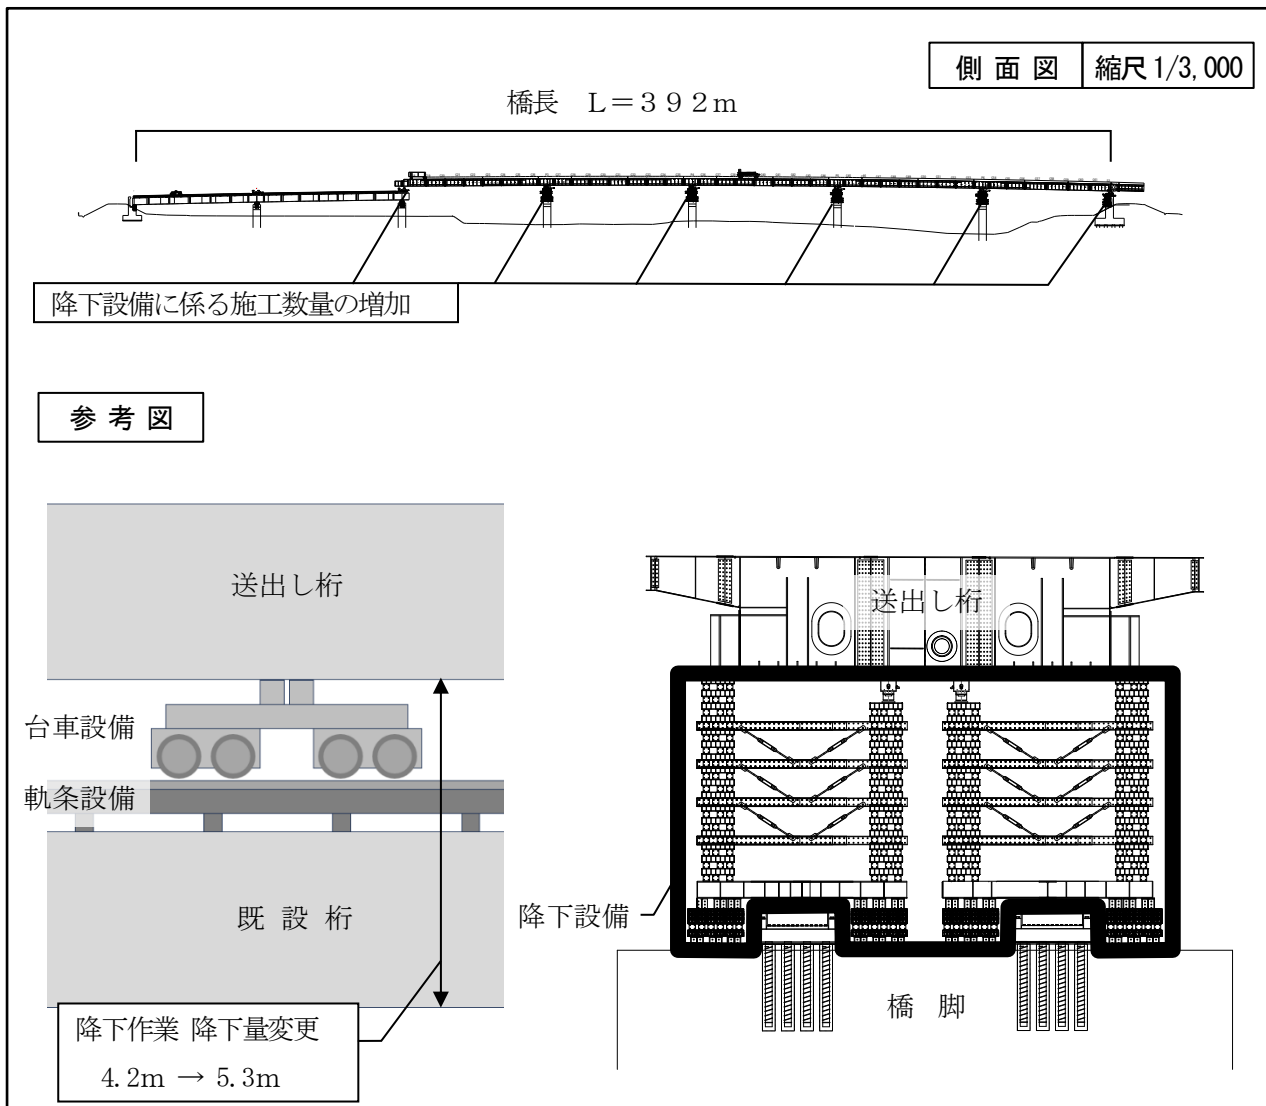 側 面 図 縮尺 1/3,000
橋長 L=392m
降下設備に係る施工数量の増加
参 考 図
送出し桁
台車設備
軌条設備
既 設 桁
降下作業 降下量変更
4.2m → 5.3m
送出し桁
降下設備
橋 脚